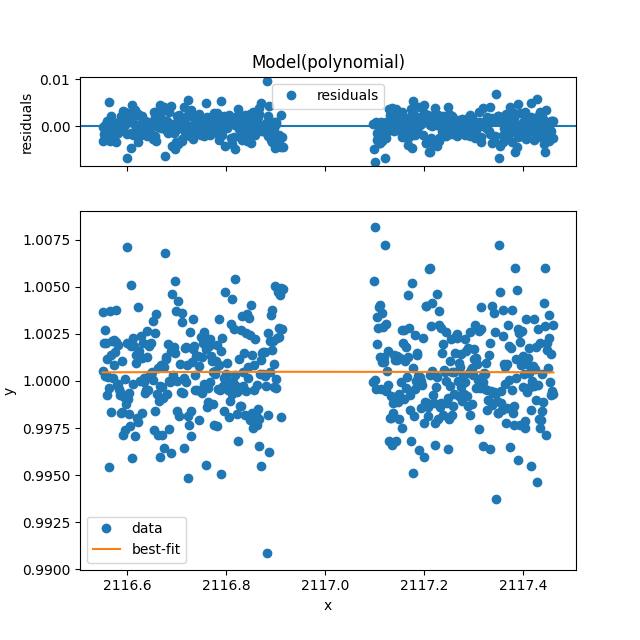 Model(polynomial)
0.01
0.00
residuals
residuals
1.0075
1.0050
1.0025
1.0000
0.9975
0.9950
0.9925
0.9900
y
data
best-fit
2116.6 2116.8 2117.0 2117.2 2117.4
x